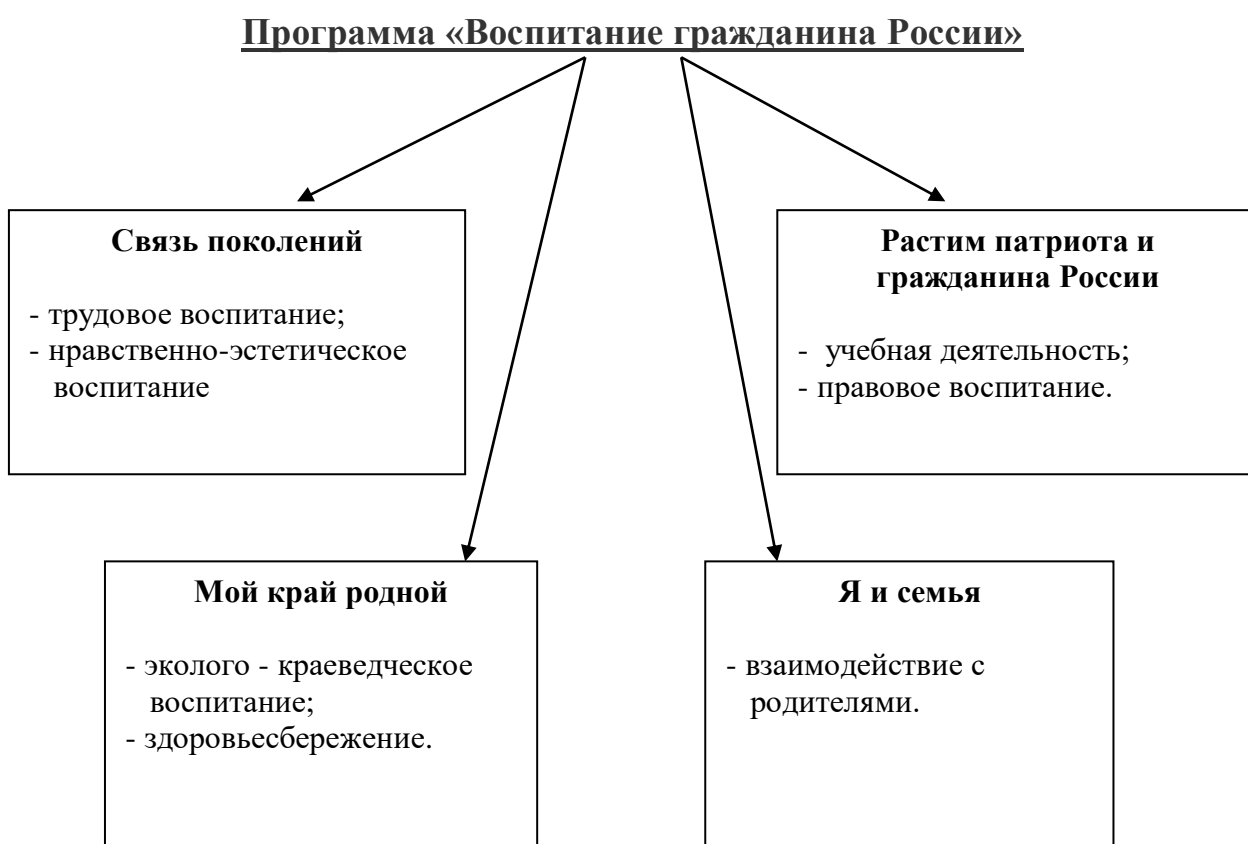 Программа «Воспитание гражданина России»
Связь поколений
- трудовое воспитание;
- нравственно-эстетическое
воспитание
Растим патриота и
гражданина России
- учебная деятельность;
- правовое воспитание.
Мой край родной
- эколого - краеведческое
воспитание;
- здоровьесбережение.
Я и семья
- взаимодействие с
родителями.